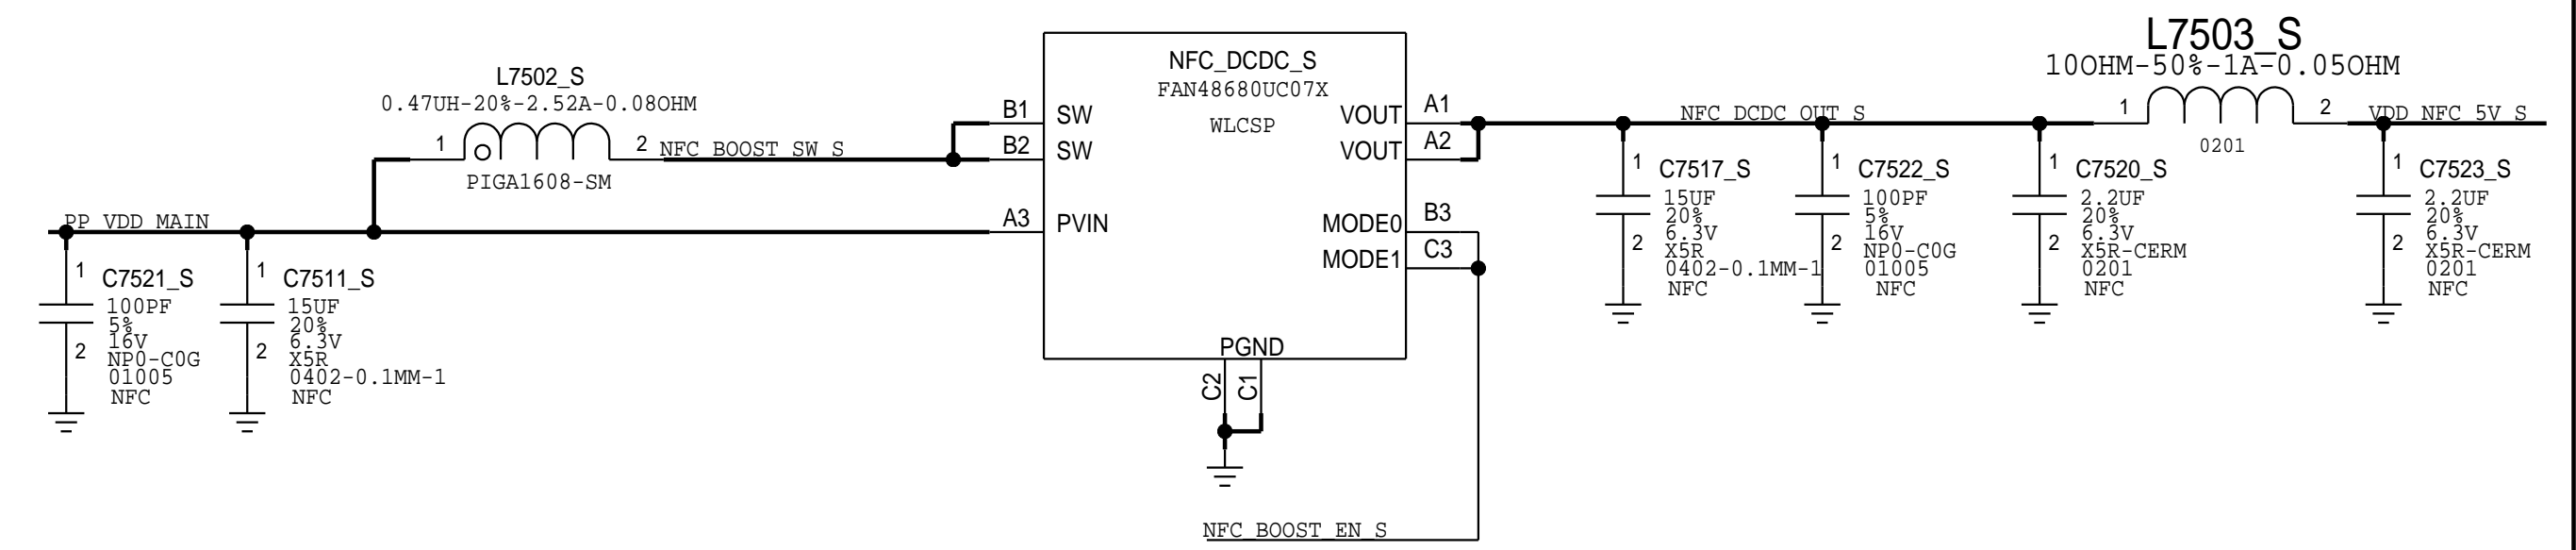 L7502_S
0.47UH-20%-2.52A-0.08OHM
1
2
NFC_BOOST_SW_S
PIGA1608-SM
PP_VDD_MAIN
1
C7521_S
100PF
5%
16V
NP0-C0G
01005
NFC
2
1
C7511_S
15UF
20%
6.3V
X5R
0402-0.1MM-1
NFC
2
NFC_DCDC_S
FAN48680UC07X
WLCSP
B1
SW
B2
SW
A3
PVIN
VOUT
A1
VOUT
A2
MODE0
B3
MODE1
C3
PGND
C2
C1
NFC_BOOST_EN_S
NFC_DCDC_OUT_S
1
C7517_S
15UF
20%
6.3V
X5R
0402-0.1MM-1
NFC
2
1
C7522_S
100PF
5%
16V
NP0-C0G
01005
NFC
2
1
C7520_S
2.2UF
20%
6.3V
X5R-CERM
0201
NFC
2
L7503_S
10OHM-50%-1A-0.05OHM
1
2
0201
VDD_NFC_5V_S
1
C7523_S
2.2UF
20%
6.3V
X5R-CERM
0201
NFC
2